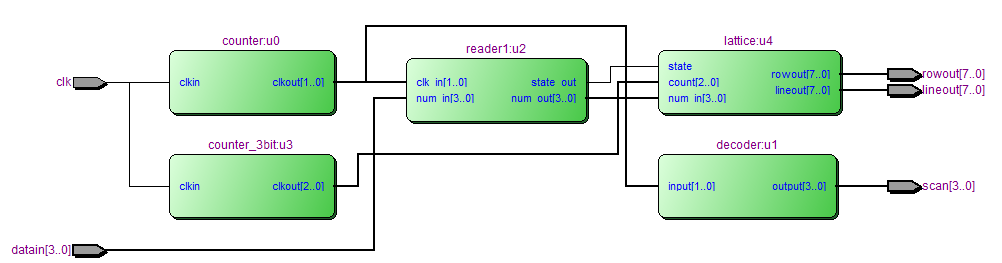 counter:u0
clk
clkin
clkout[1..0]
reader1:u2
clk_in[1..0]
num_in[3..0]
state_out
num_out[3..0]
lattice:u4
state
count[2..0]
num_in[3..0]
rowout[7..0]
lineout[7..0]
rowout[7..0]
lineout[7..0]
counter_3bit:u3
clkin
clkout[2..0]
decoder:u1
input[1..0]
output[3..0]
scan[3..0]
datain[3..0]